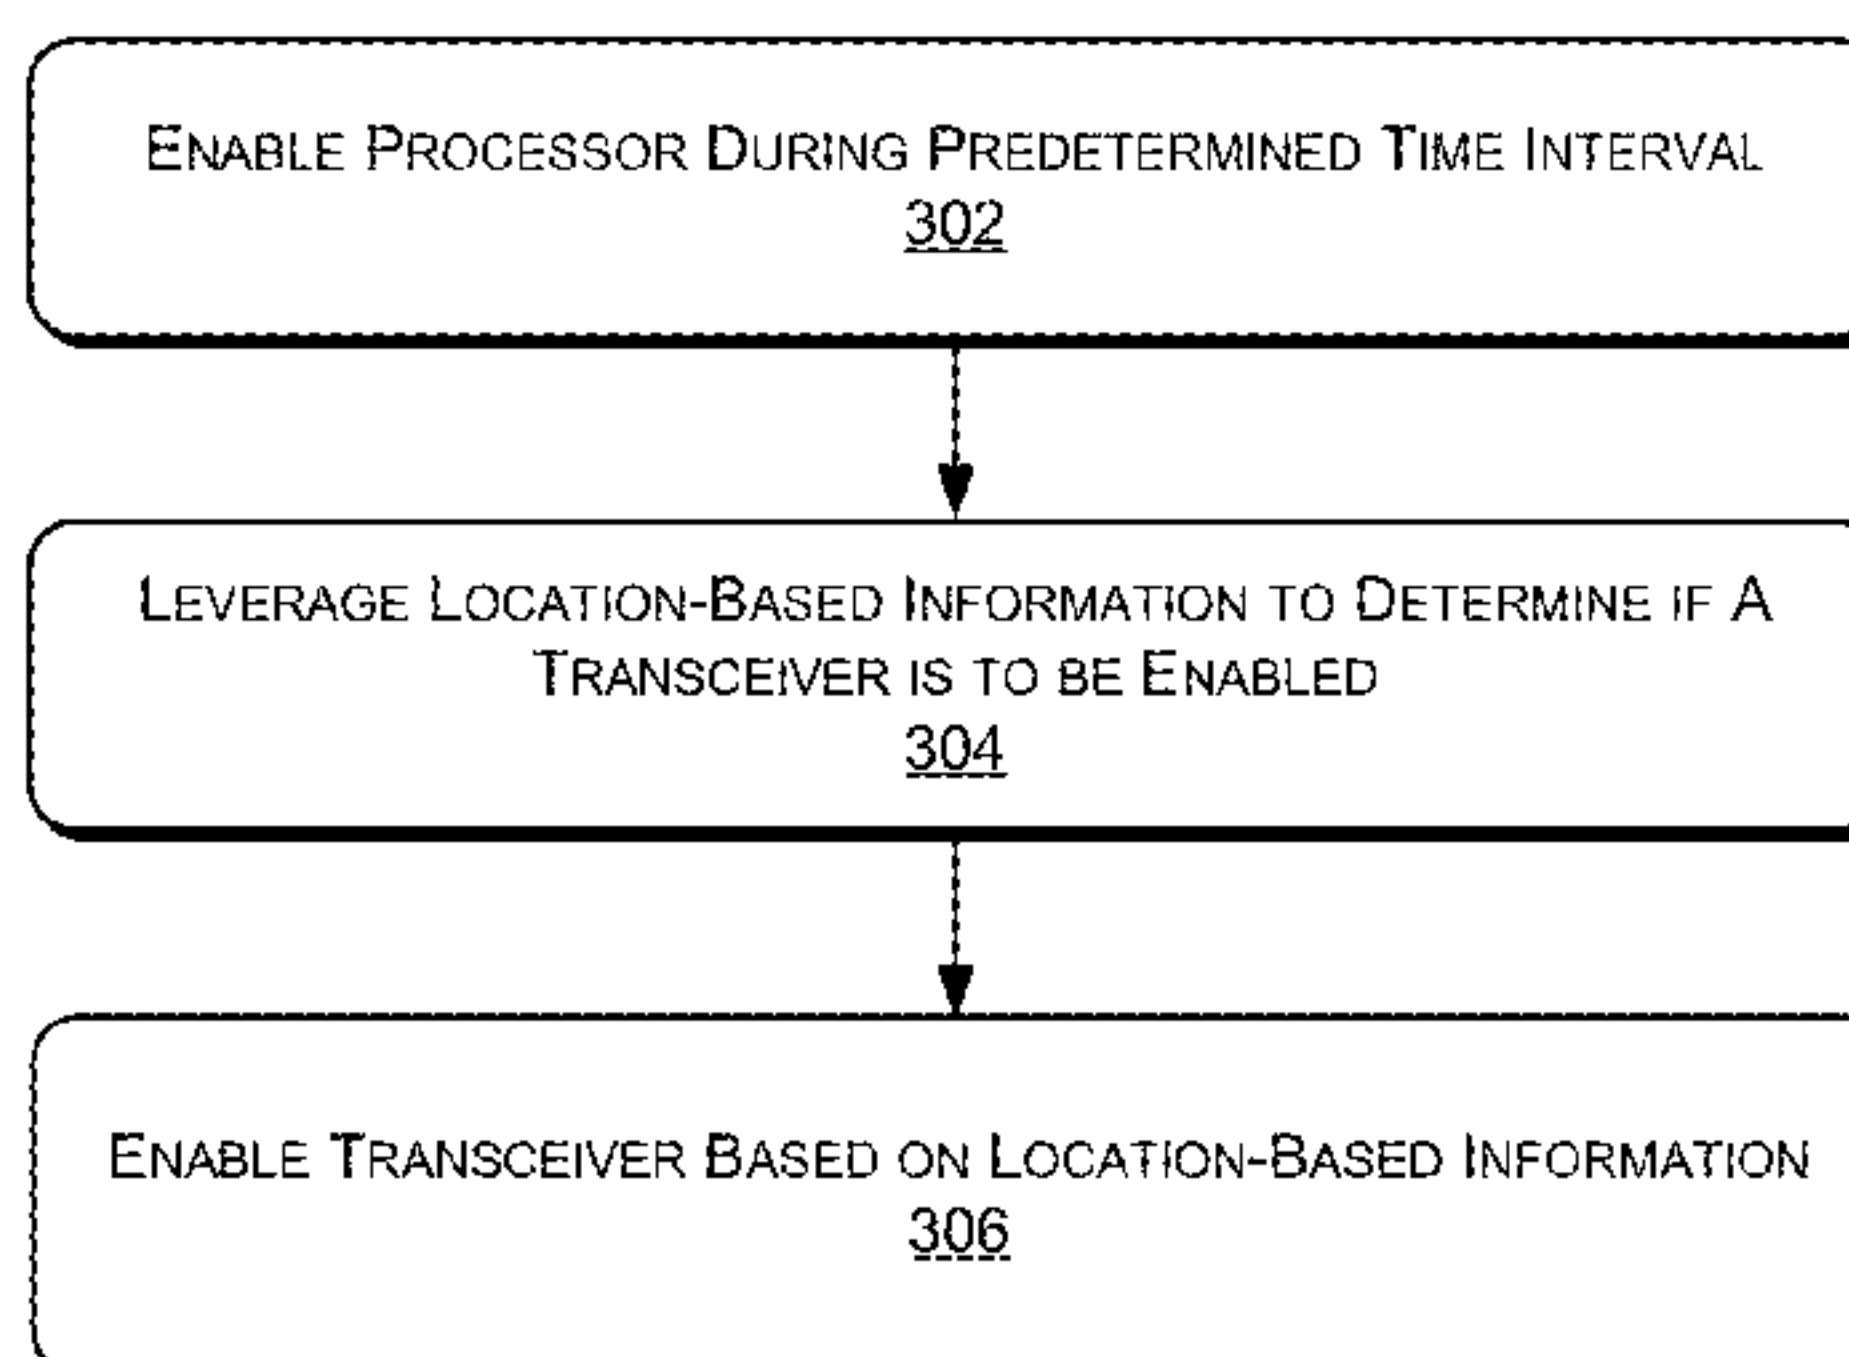 ENABLE PROCESSOR DURING PREDETERMINED TIME INTERVAL
302
LEVERAGE LOCATION-BASED INFORMATION TO DETERMINE IF A
TRANSCEIVER IS TO BE ENABLED
304
ENABLE TRANSCEIVER BASED ON LOCATION-BASED INFORMATION
306